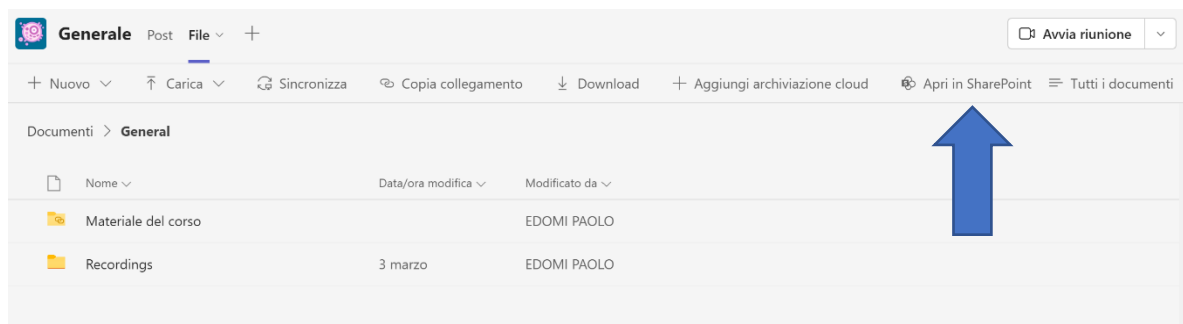 Generale Post File Avvia riunione
Nuovo Carica Sincronizza Copia collegamento Download Aggiungi archiviazione cloud Apri in SharePoint Tutti i documenti
Documenti > General
Nome Data/ora modifica Modificato da
Materiale del corso EDOMI PAOLO
Recordings 3 marzo EDOMI PAOLO